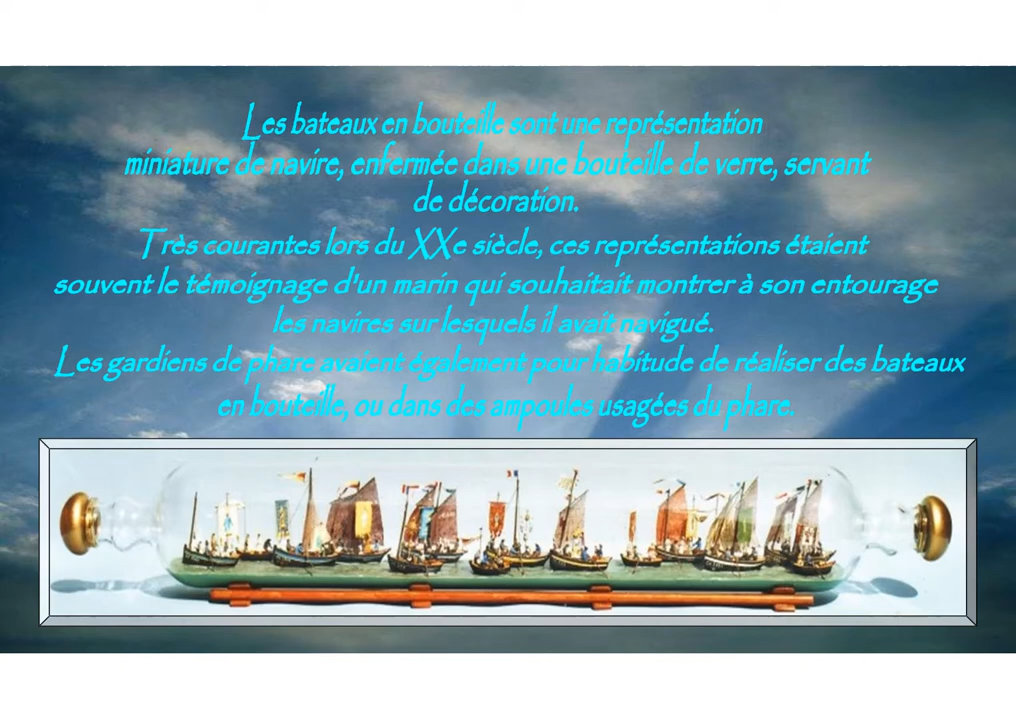 Les bateaux en bouteille sont une représentation
miniature de navire, enfermée dans une bouteille de verre, servant
de décoration.
Très courantes lors du XXe siècle, ces représentations étaient
souvent le témoignage d'un marin qui souhaitait montrer à son entourage
les navires sur lesquels il avait navigué.
Les gardiens de phare avaient également pour habitude de réaliser des bateaux
en bouteille, ou dans des ampoules usagées du phare.